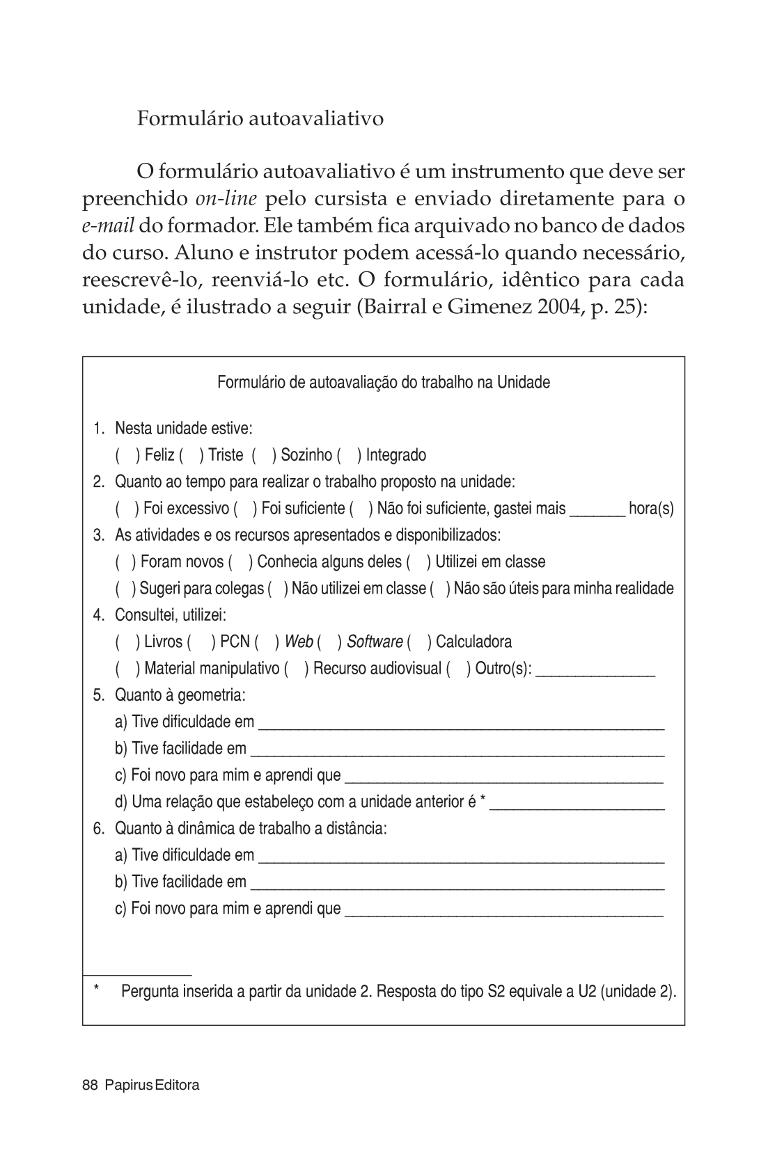 Formulário autoavaliativo
O formulário autoavaliativo é um instrumento que deve ser
preenchido on-line pelo cursista e enviado diretamente para o
e-mail do formador. Ele também fica arquivado no banco de dados
do curso. Aluno e instrutor podem acessá-lo quando necessário,
reescrevê-lo, reenviá-lo etc. O formulário, idêntico para cada
unidade, é ilustrado a seguir (Bairral e Gimenez 2004, p. 25):
Formulário de autoavaliação do trabalho na Unidade
1. Nesta unidade estive:
( ) Feliz ( ) Triste ( ) Sozinho ( ) Integrado
2. Quanto ao tempo para realizar o trabalho proposto na unidade:
( ) Foi excessivo ( ) Foi suficiente ( ) Não foi suficiente, gastei mais _______ hora(s)
3. As atividades e os recursos apresentados e disponibilizados:
( ) Foram novos ( ) Conhecia alguns deles ( ) Utilizei em classe
( ) Sugeri para colegas ( ) Não utilizei em classe ( ) Não são úteis para minha realidade
4. Consultei, utilizei:
( ) Livros ( ) PCN ( ) Web ( ) Software ( ) Calculadora
( ) Material manipulativo ( ) Recurso audiovisual ( ) Outro(s): _______________
5. Quanto à geometria:
a) Tive dificuldade em ____________________
b) Tive facilidade em ____________________
c) Foi novo para mim e aprendi que ____________________
d) Uma relação que estabeleço com a unidade anterior é * ____________________
6. Quanto à dinâmica de trabalho a distância:
a) Tive dificuldade em ____________________
b) Tive facilidade em ____________________
c) Foi novo para mim e aprendi que ____________________
* Pergunta inserida a partir da unidade 2. Resposta do tipo S2 equivale a U2 (unidade 2).
88 Papirus Editora